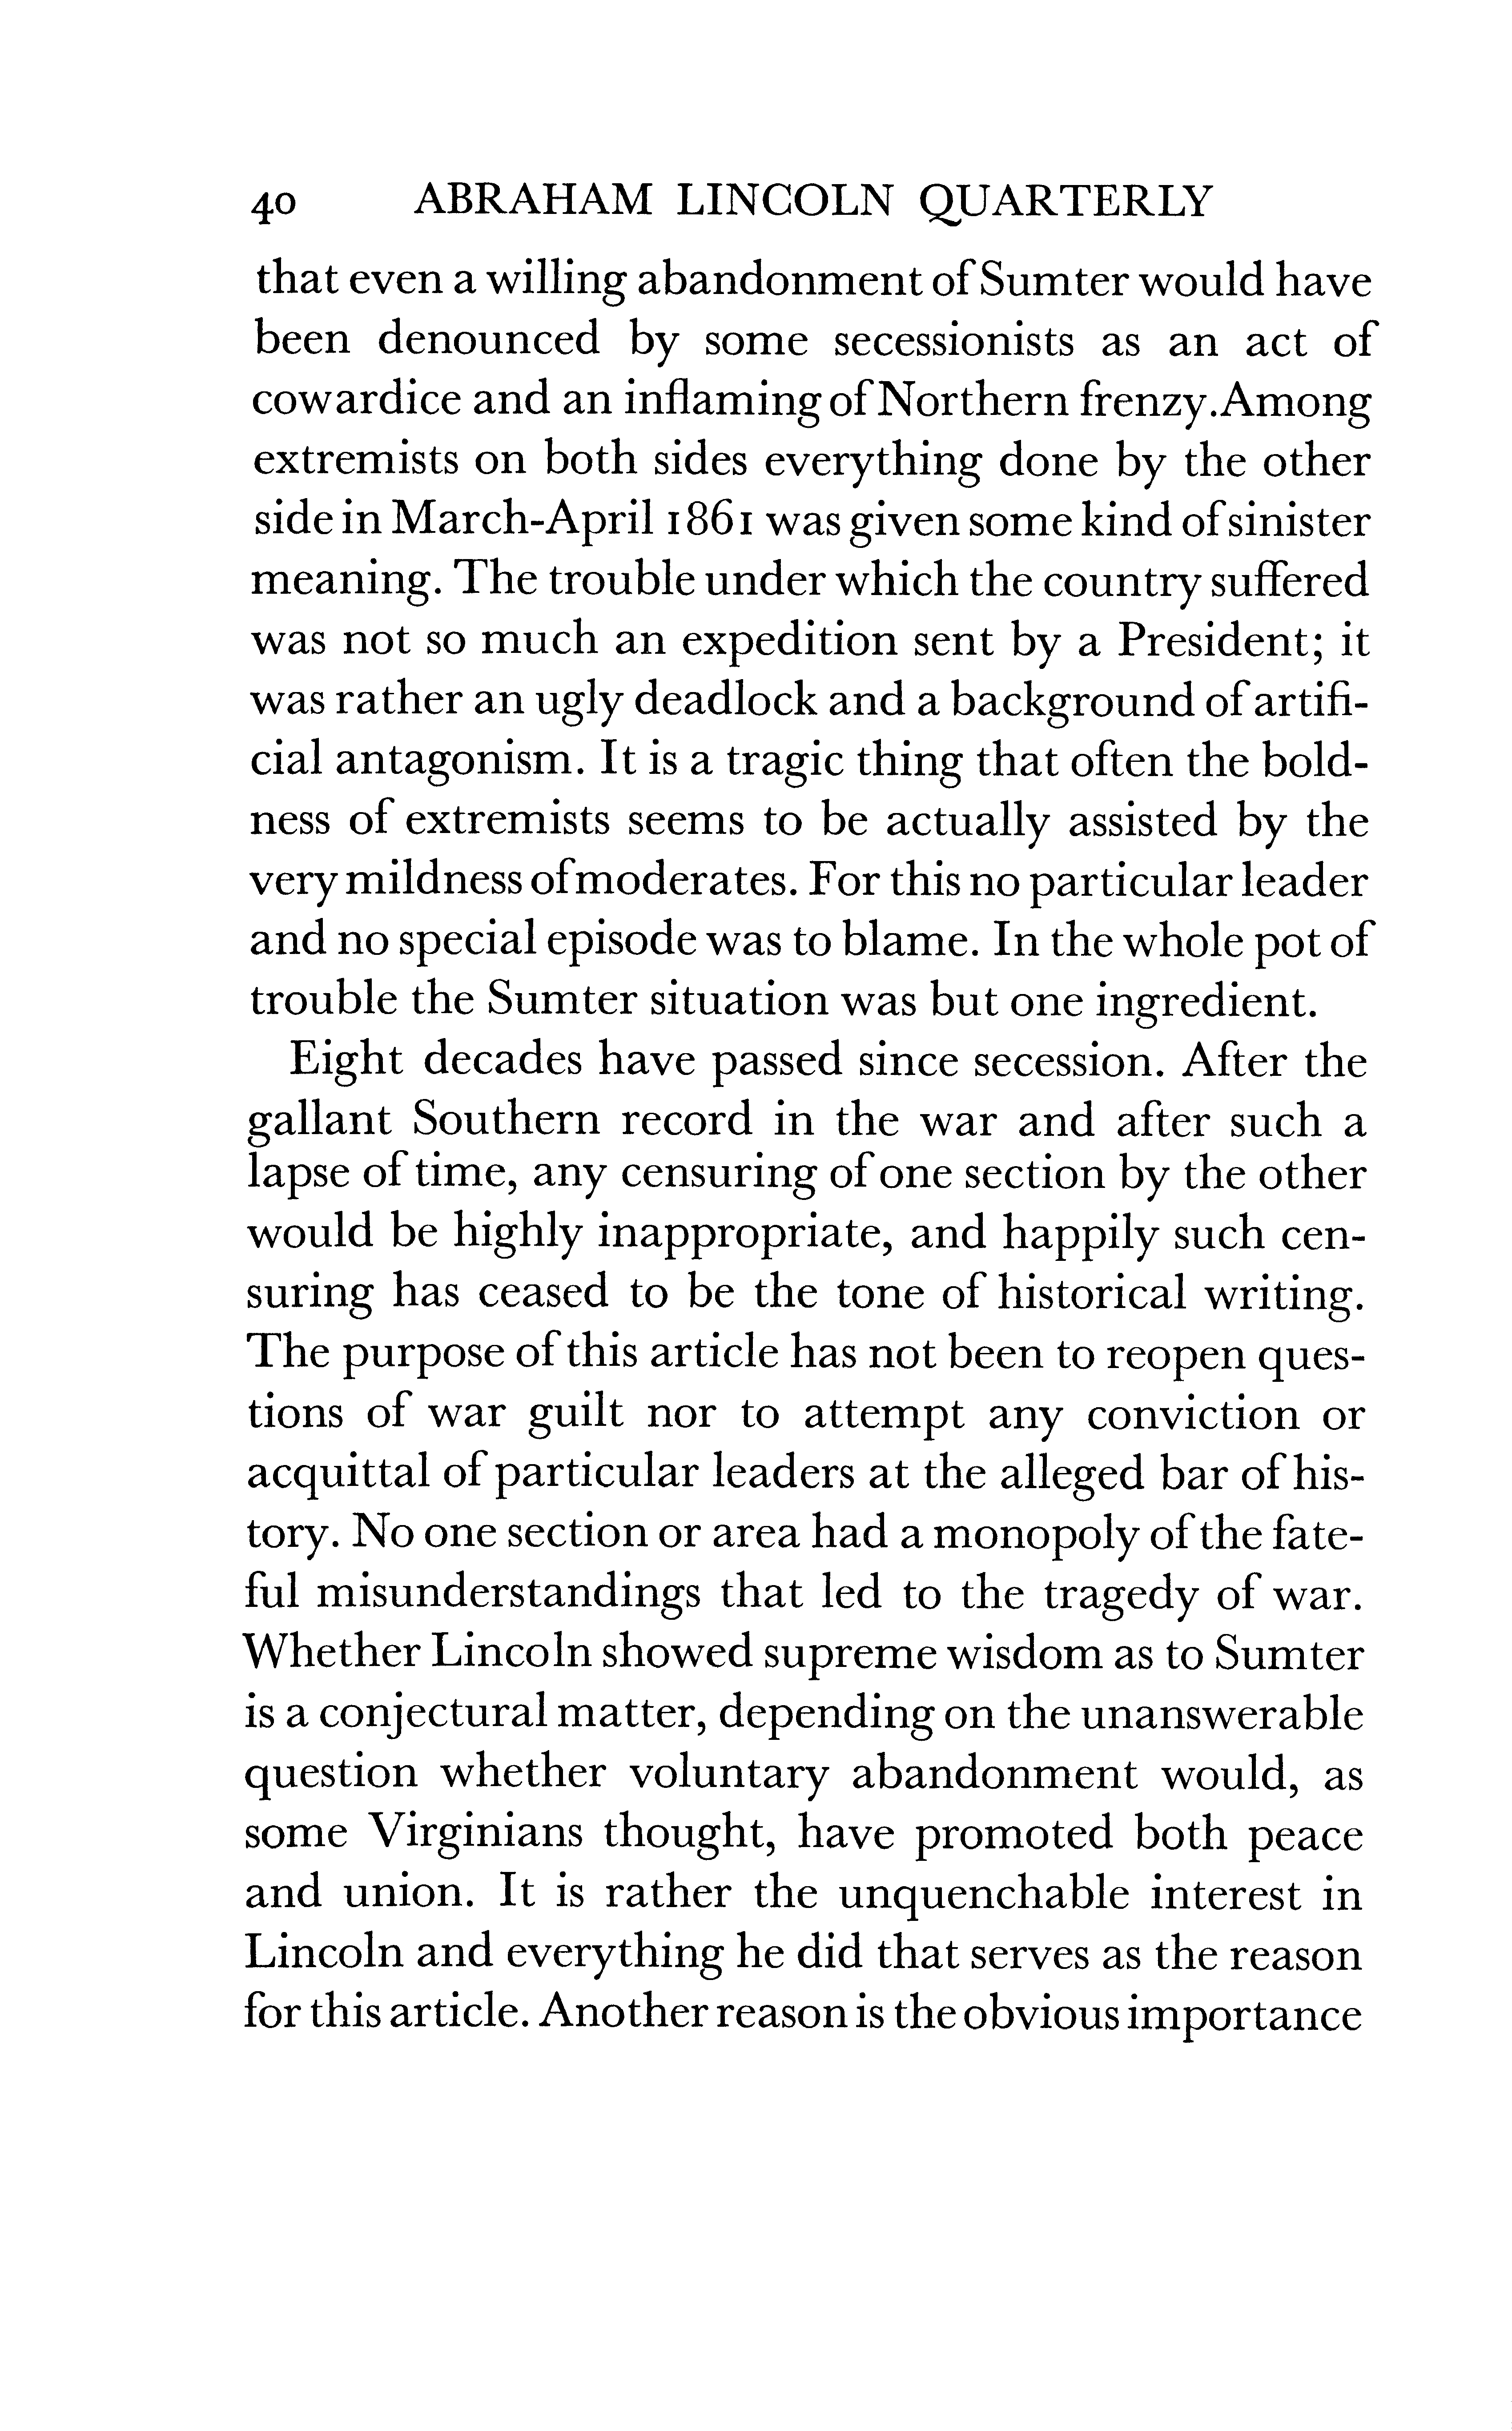 40 ABRAHAM LINCOLN QUARTERLY
that even a willing abandonment of Sumter would have
been denounced by some secessionists as an act of
cowardice and an inflaming of Northern frenzy.Among
extremists on both sides everything done by the other
side in March-April 1861 was given some kind of sinister
meaning. The trouble under which the country suffered
was not so much an expedition sent by a President; it
was rather an ugly deadlock and a background of artifi-
cial antagonism. It is a tragic thing that often the bold-
ness of extremists seems to be actually assisted by the
very mildness of moderates. For this no particular leader
and no special episode was to blame. In the whole pot of
trouble the Sumter situation was but one ingredient.
Eight decades have passed since secession. After the
gallant Southern record in the war and after such a
lapse of time, any censuring of one section by the other
would be highly inappropriate, and happily such cen-
suring has ceased to be the tone of historical writing.
The purpose of this article has not been to reopen ques-
tions of war guilt nor to attempt any conviction or
acquittal of particular leaders at the alleged bar of his-
tory. No one section or area had a monopoly of the fate-
ful misunderstandings that led to the tragedy of war.
Whether Lincoln showed supreme wisdom as to Sumter
is a conjectural matter, depending on the unanswerable
question whether voluntary abandonment would, as
some Virginians thought, have promoted both peace
and union. It is rather the unquenchable interest in
Lincoln and everything he did that serves as the reason
for this article. Another reason is the obvious importance